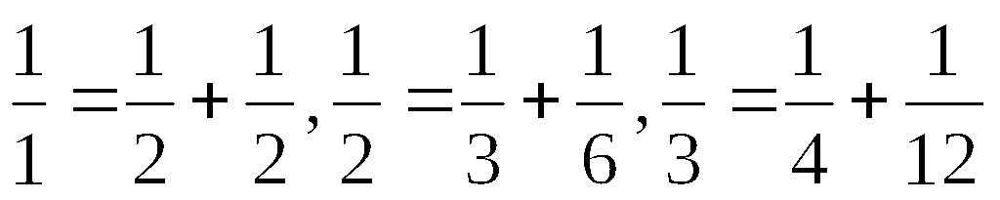 1/1 = 1/2 + 1/2, 1/2 = 1/3 + 1/6, 1/3 = 1/4 + 1/12